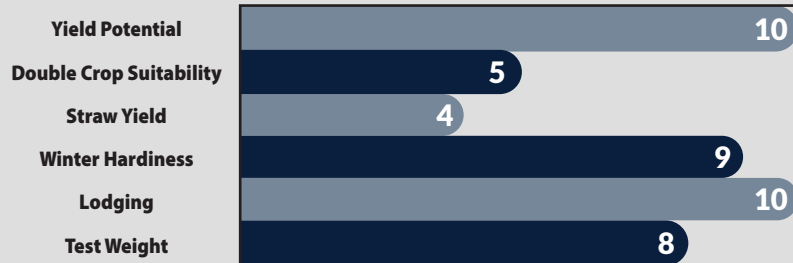 Yield Potential 10
Double Crop Suitability 5
Straw Yield 4
Winter Hardiness 9
Lodging 10
Test Weight 8